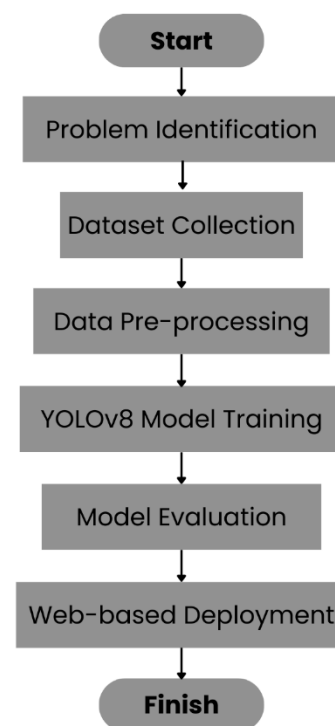 Start
Problem Identification
Dataset Collection
Data Pre-processing
YOLOv8 Model Training
Model Evaluation
Web-based Deployment
Finish